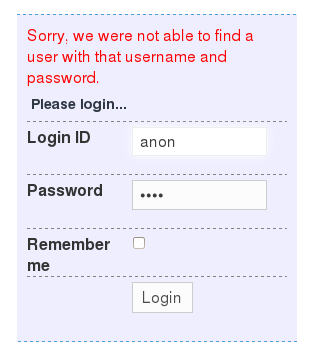 Sorry, we were not able to find a
user with that username and
password.
Please login...
Login ID
anon
Password
••••
Remember
me
Login